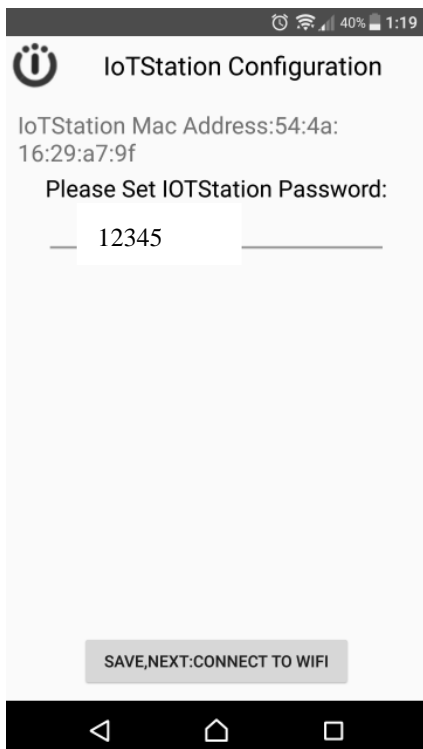 40% 1:19
IoTStation Configuration
IoTStation Mac Address:54:4a:
16:29:a7:9f
Please Set IOTStation Password:
12345
SAVE,NEXT:CONNECT TO WIFI